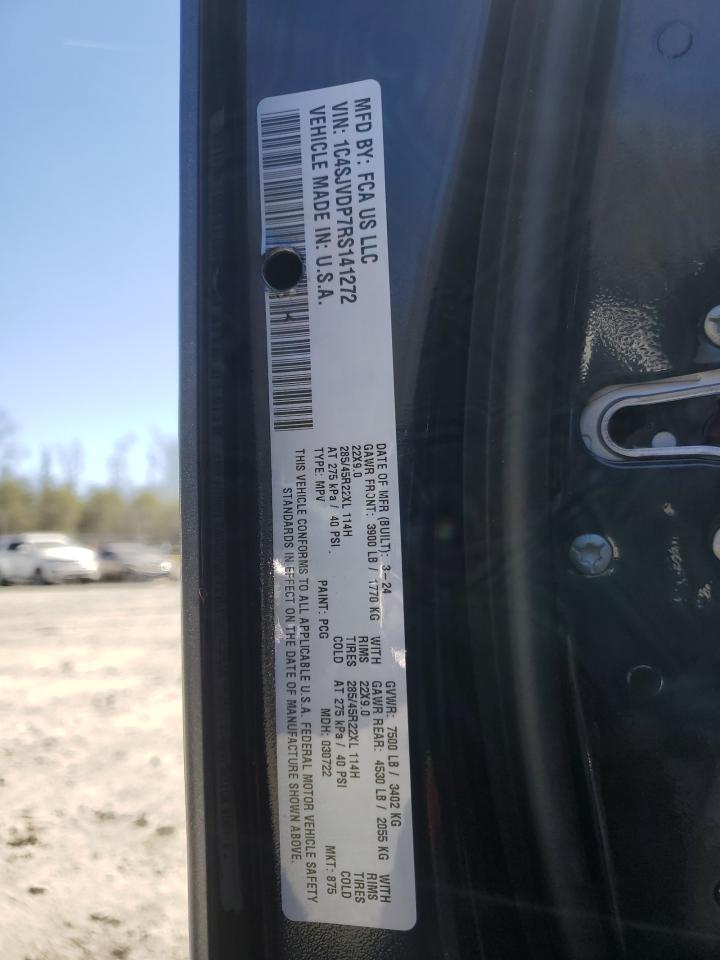 MFD BY: FCA US LLC
VIN: 1C4SJVDP7RS141272
VEHICLE MADE IN: U.S.A.
DATE OF MFR (BUILT): 3-24 GVWR: 7500 LB / 3402 KG
GAWR FRONT: 3900 LB / 1770 KG WITH GAWR REAR: 4530 LB / 2055 KG WITH
22X9.0 RIMS 22X9.0 RIMS
285/45R22XL 114H TIRES 285/45R22XL 114H TIRES
AT 275 kPa / 40 PSI COLD AT 275 kPa / 40 PSI COLD
TYPE: MPV PAINT: PCG MDH: 030722 MKT: 875
THIS VEHICLE CONFORMS TO ALL APPLICABLE U.S.A. FEDERAL MOTOR VEHICLE SAFETY
STANDARDS IN EFFECT ON THE DATE OF MANUFACTURE SHOWN ABOVE.